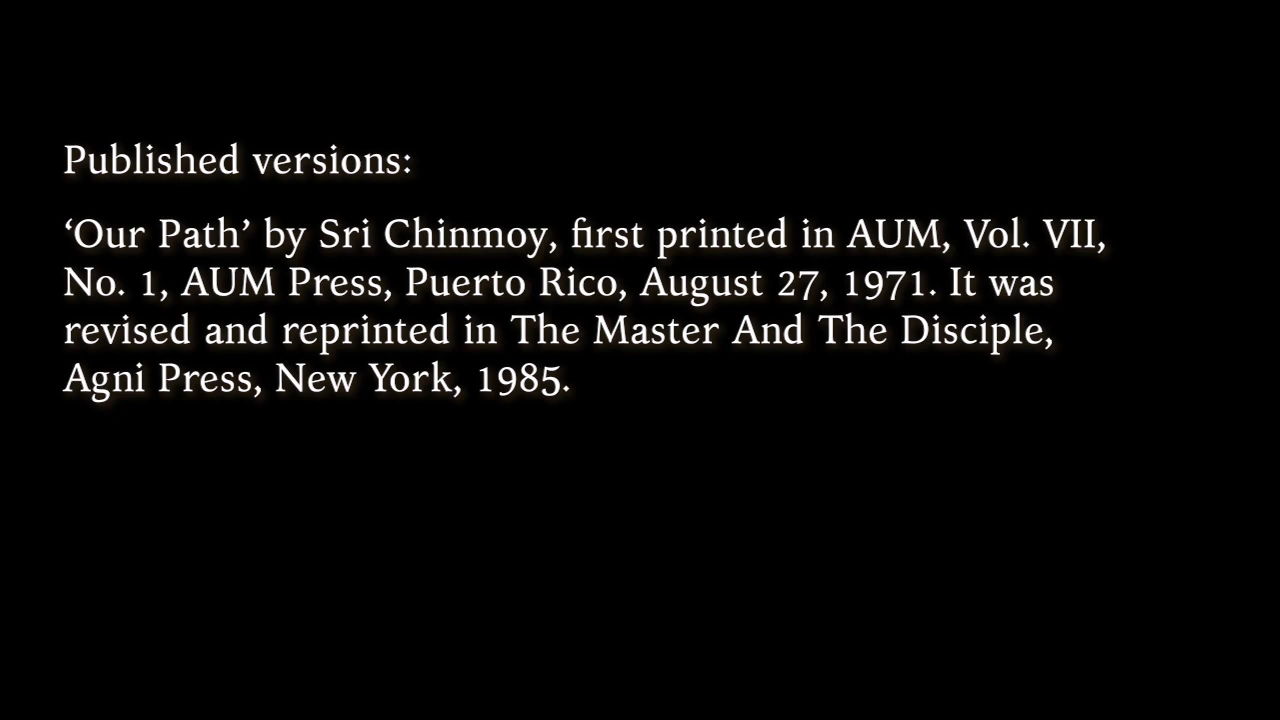 Published versions:
‘Our Path’ by Sri Chinmoy, first printed in AUM, Vol. VII,
No. 1, AUM Press, Puerto Rico, August 27, 1971. It was
revised and reprinted in The Master And The Disciple,
Agni Press, New York, 1985.